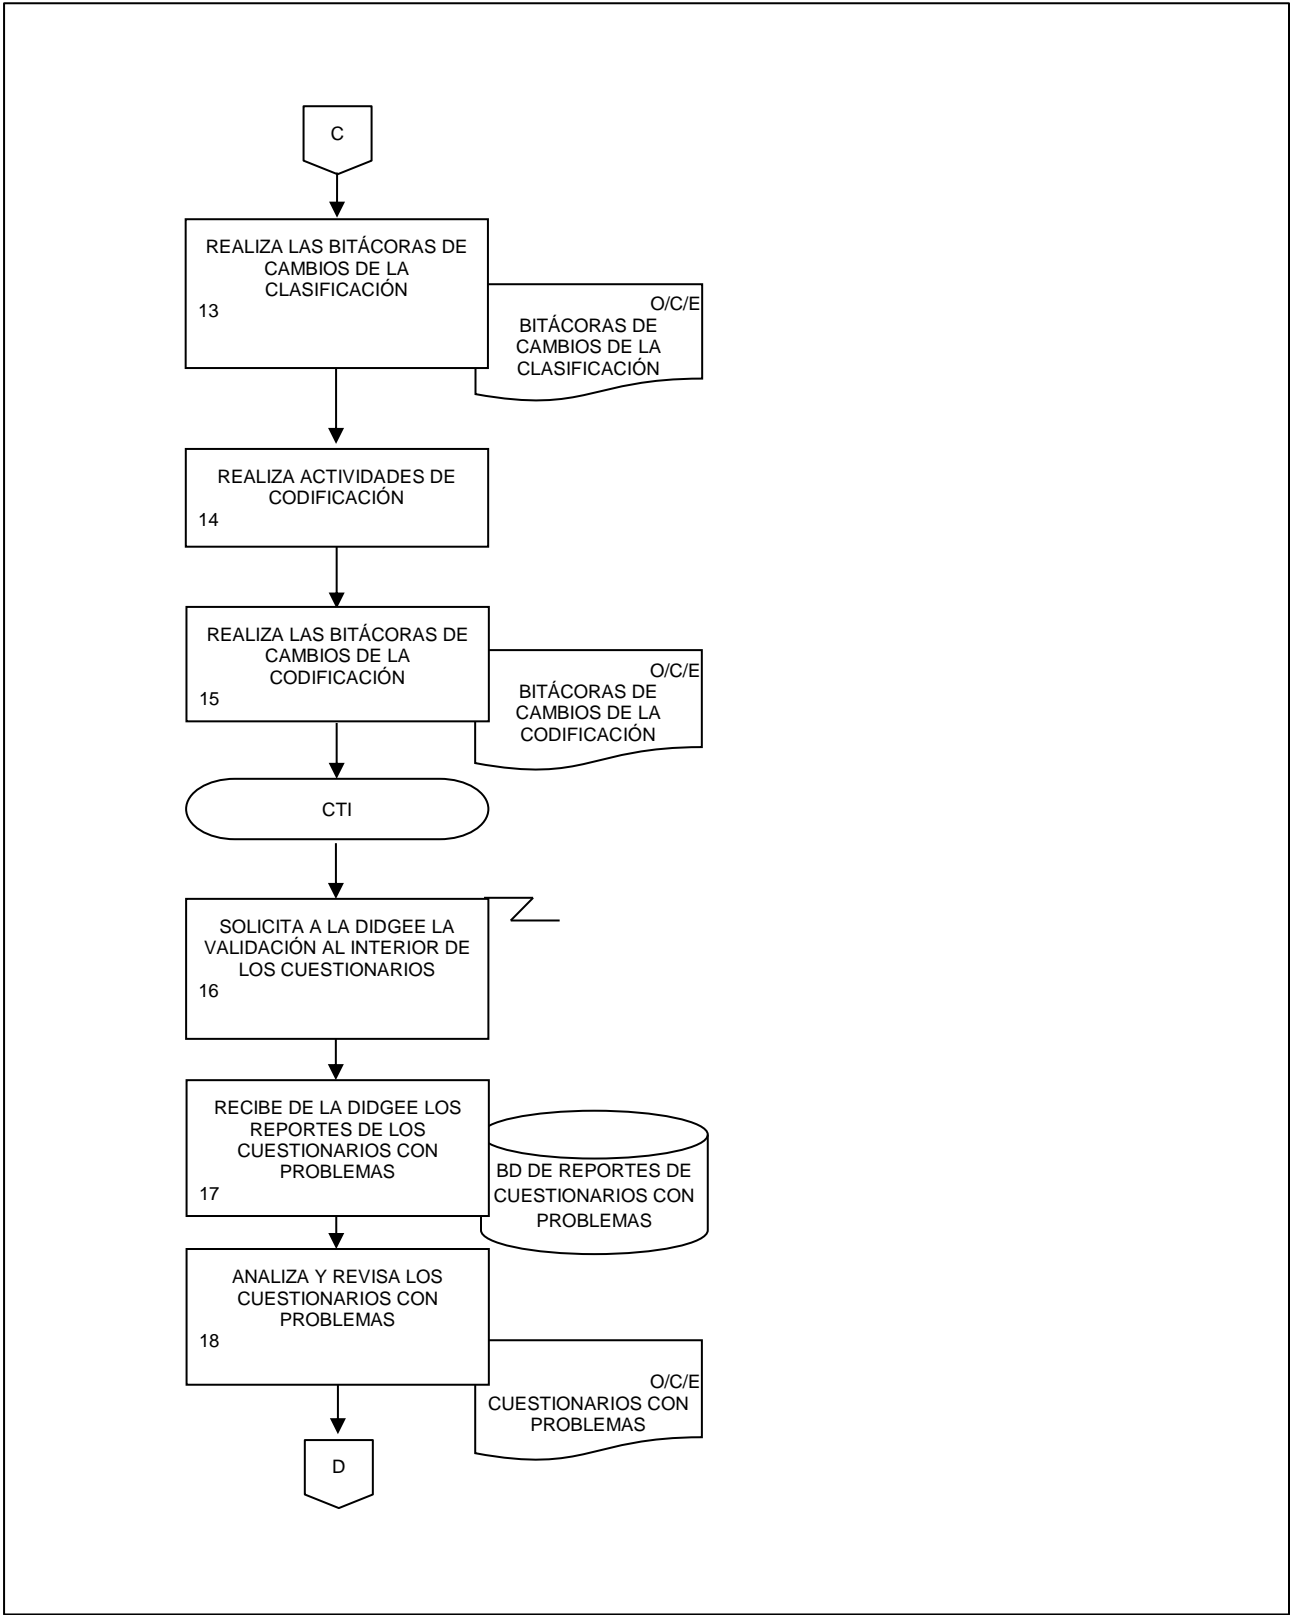 C
REALIZA LAS BITÁCORAS DE
CAMBIOS DE LA
CLASIFICACIÓN
13
O/C/E
BITÁCORAS DE
CAMBIOS DE LA
CLASIFICACIÓN
REALIZA ACTIVIDADES DE
CODIFICACIÓN
14
REALIZA LAS BITÁCORAS DE
CAMBIOS DE LA
CODIFICACIÓN
15
O/C/E
BITÁCORAS DE
CAMBIOS DE LA
CODIFICACIÓN
CTI
SOLICITA A LA DIDGEE LA
VALIDACIÓN AL INTERIOR DE
LOS CUESTIONARIOS
16
RECIBE DE LA DIDGEE LOS
REPORTES DE LOS
CUESTIONARIOS CON
PROBLEMAS
17
BD DE REPORTES DE
CUESTIONARIOS CON
PROBLEMAS
ANALIZA Y REVISA LOS
CUESTIONARIOS CON
PROBLEMAS
18
O/C/E
CUESTIONARIOS CON
PROBLEMAS
D